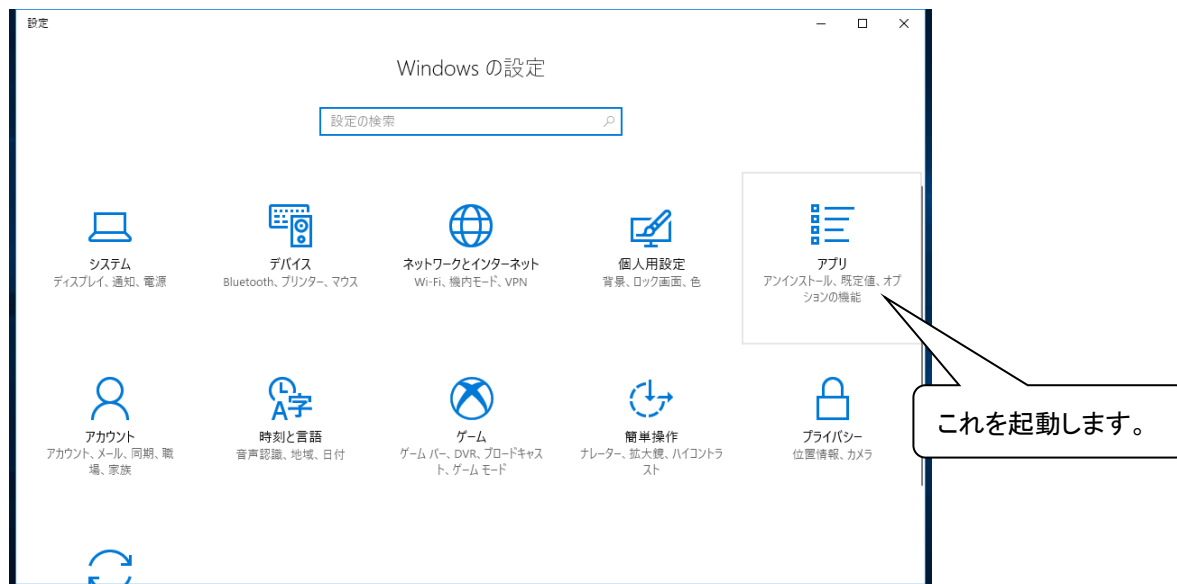 設定
Windows の設定
設定の検索
システム
ディスプレイ、通知、電源
デバイス
Bluetooth、プリンター、マウス
ネットワークとインターネット
Wi-Fi、機内モード、VPN
個人用設定
背景、ロック画面、色
アプリ
アンインストール、既定値、オプ
ションの機能
これを起動します。
アカウント
アカウント、メール、同期、職
場、家族
時刻と言語
音声認識、地域、日付
ゲーム
ゲーム バー、DVR、ブロードキャス
ト、ゲーム モード
簡単操作
ナレーター、拡大鏡、ハイコントラ
スト
プライバシー
位置情報、カメラ